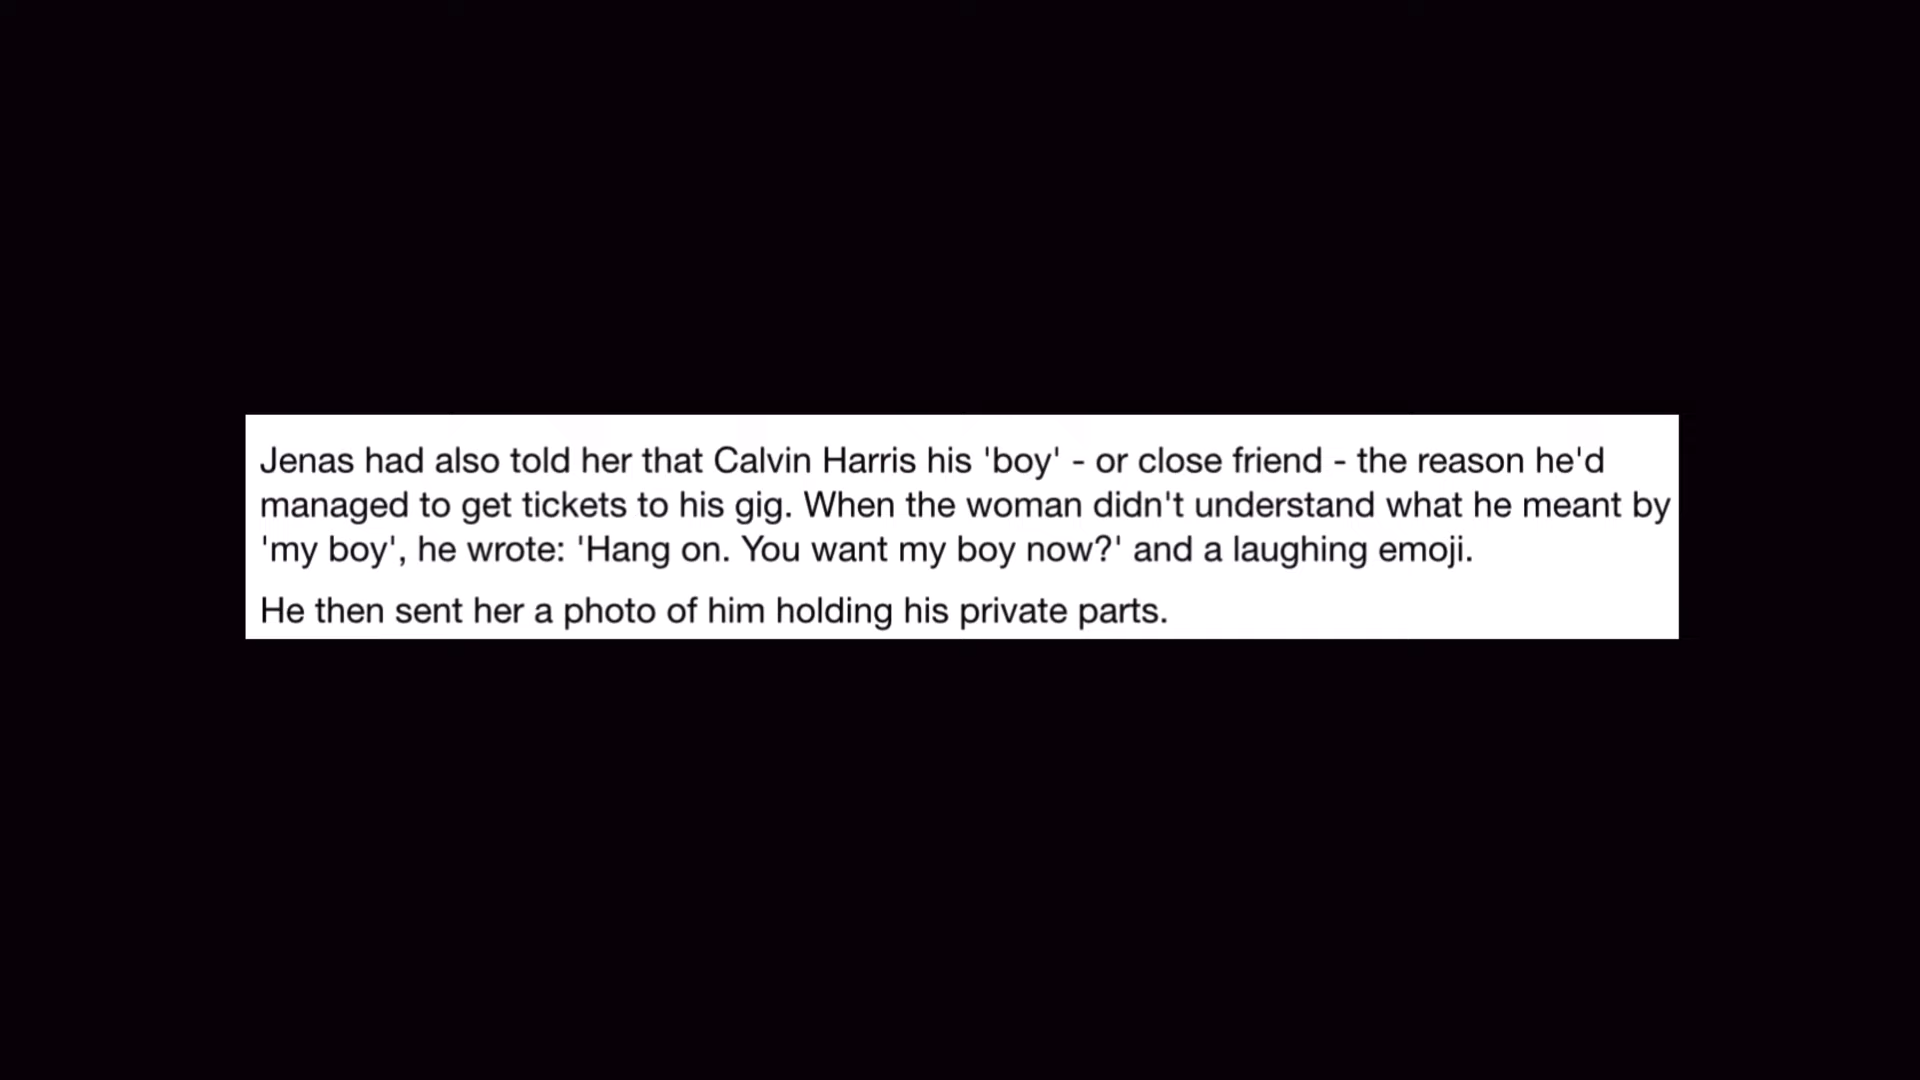 Jenas had also told her that Calvin Harris his 'boy' - or close friend - the reason he'd
managed to get tickets to his gig. When the woman didn't understand what he meant by
'my boy', he wrote: 'Hang on. You want my boy now?' and a laughing emoji.
He then sent her a photo of him holding his private parts.